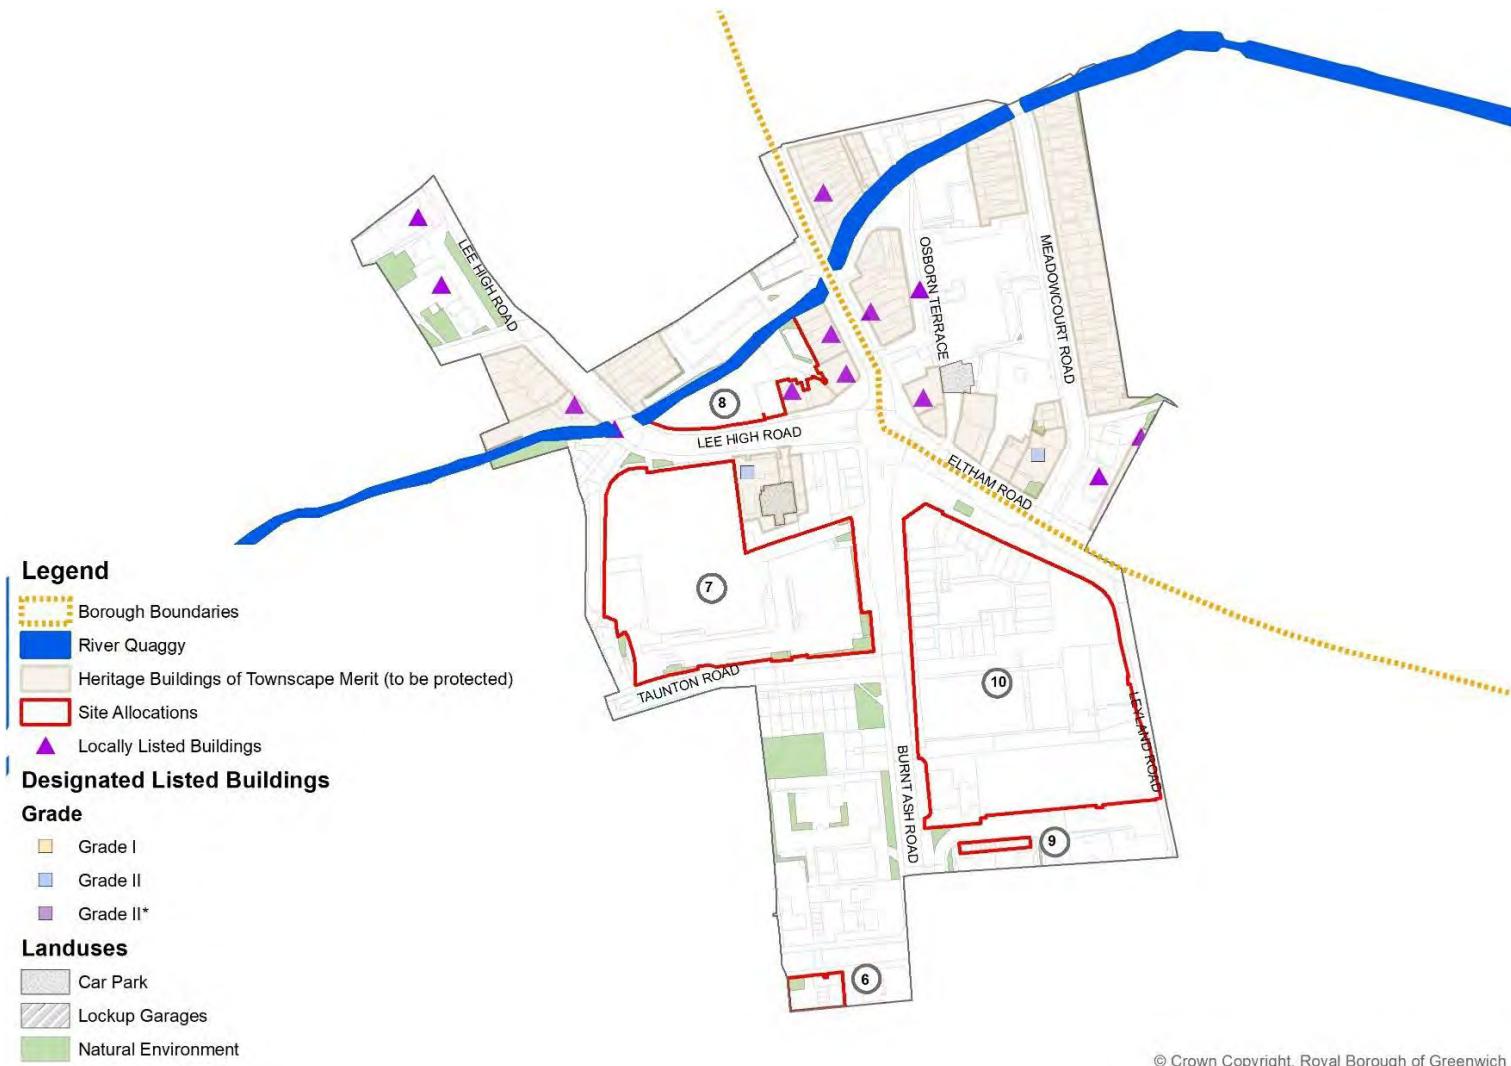 LEE HIGH ROAD
OSBORN TERRACE
MEADOWCOURT ROAD
8
LEE HIGH ROAD
ELTHAM ROAD
7
TAUNTON ROAD
10
LEYLAND ROAD
BURNT ASH ROAD
9
6
Legend
Borough Boundaries
River Quaggy
Heritage Buildings of Townscape Merit (to be protected)
Site Allocations
Locally Listed Buildings
Designated Listed Buildings
Grade
Grade I
Grade II
Grade II*
Landuses
Car Park
Lockup Garages
Natural Environment
© Crown Copyright, Royal Borough of Greenwich